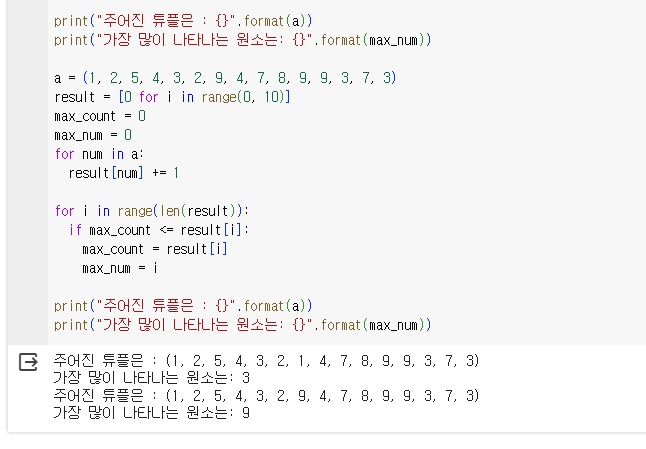 print("주어진 튜플은 : {}".format(a))
print("가장 많이 나타나는 원소는: {}".format(max_num))
a = (1, 2, 5, 4, 3, 2, 9, 4, 7, 8, 9, 9, 3, 7, 3)
result = [0 for i in range(0, 10)]
max_count = 0
max_num = 0
for num in a:
  result[num] += 1
for i in range(len(result)):
  if max_count <= result[i]:
    max_count = result[i]
    max_num = i
print("주어진 튜플은 : {}".format(a))
print("가장 많이 나타나는 원소는: {}".format(max_num))
주어진 튜플은 : (1, 2, 5, 4, 3, 2, 1, 4, 7, 8, 9, 9, 3, 7, 3)
가장 많이 나타나는 원소는: 3
주어진 튜플은 : (1, 2, 5, 4, 3, 2, 9, 4, 7, 8, 9, 9, 3, 7, 3)
가장 많이 나타나는 원소는: 9